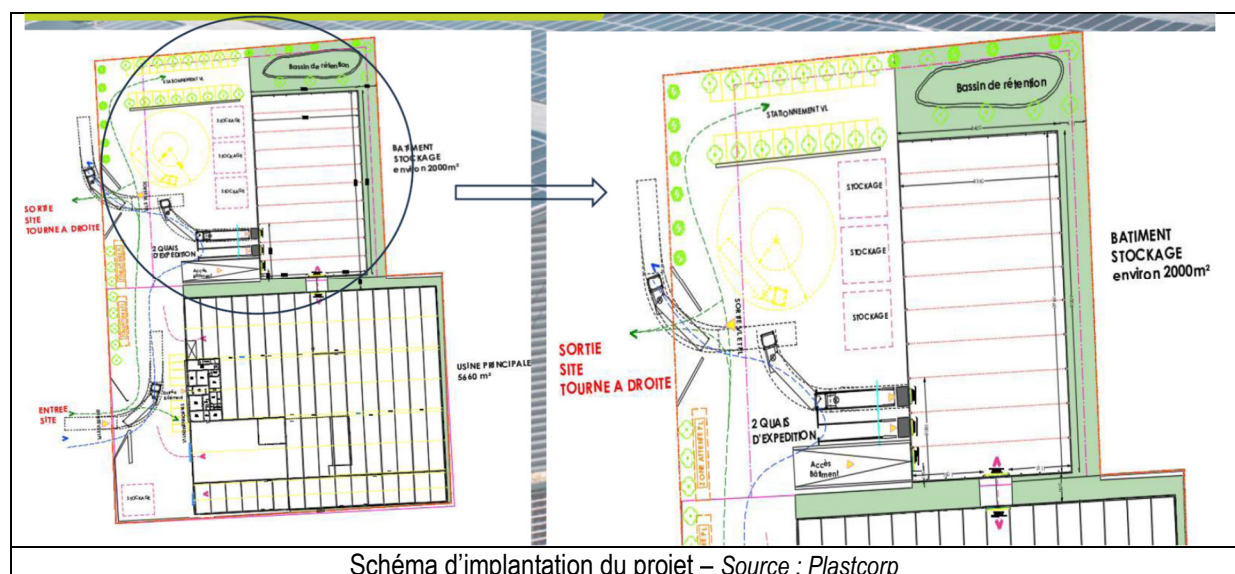 Bassin de rétention
STATIONNEMENT VL
STOCKAGE
STOCKAGE
STOCKAGE
BATIMENT
STOCKAGE
environ 2000m²
SORTIE
SITE
TOURNE A DROITE
2 QUAIS
D'EXPEDITION
Accès
Bâtiment
USINE PRINCIPALE
5660 m²
ENTREE
SITE
STOCKAGE
Bassin de rétention
STATIONNEMENT VL
STOCKAGE
STOCKAGE
STOCKAGE
BATIMENT
STOCKAGE
environ 2000m²
SORTIE
SITE
TOURNE A DROITE
2 QUAIS
D'EXPEDITION
Accès
Bâtiment
Schéma d'implantation du projet – Source : Plastcorp